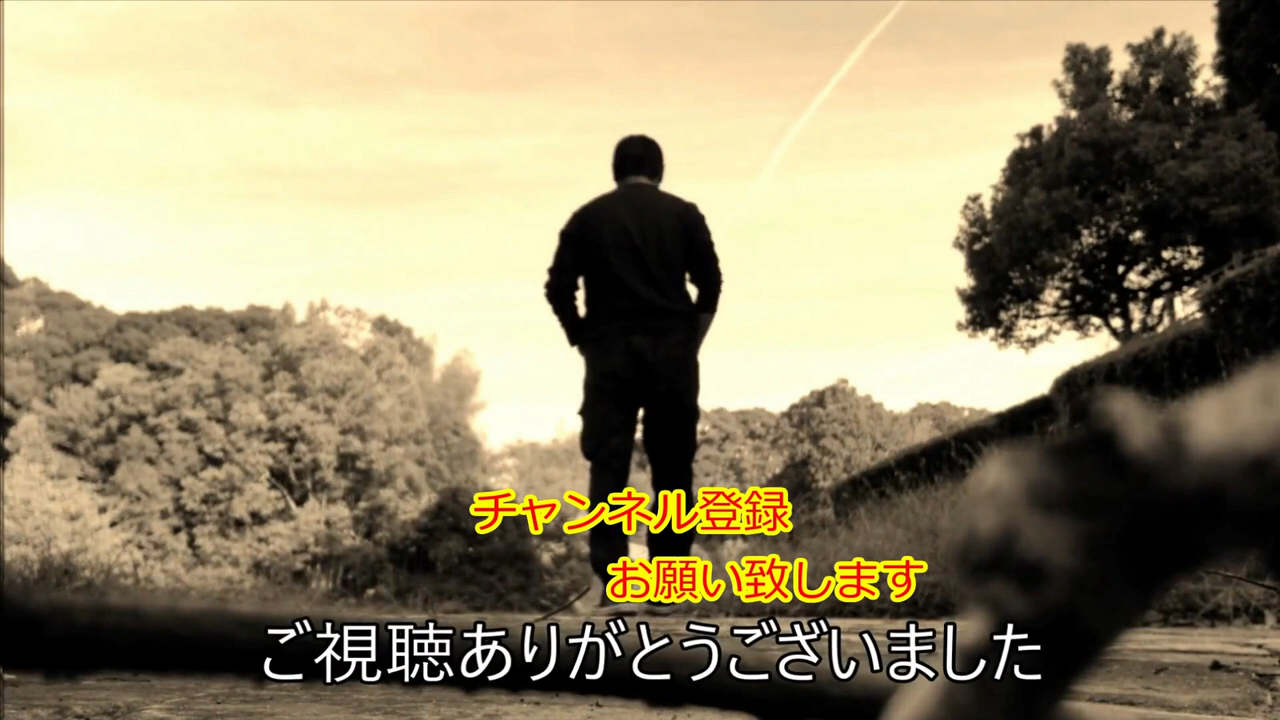 チャンネル登録
お願い致します
ご視聴ありがとうございました